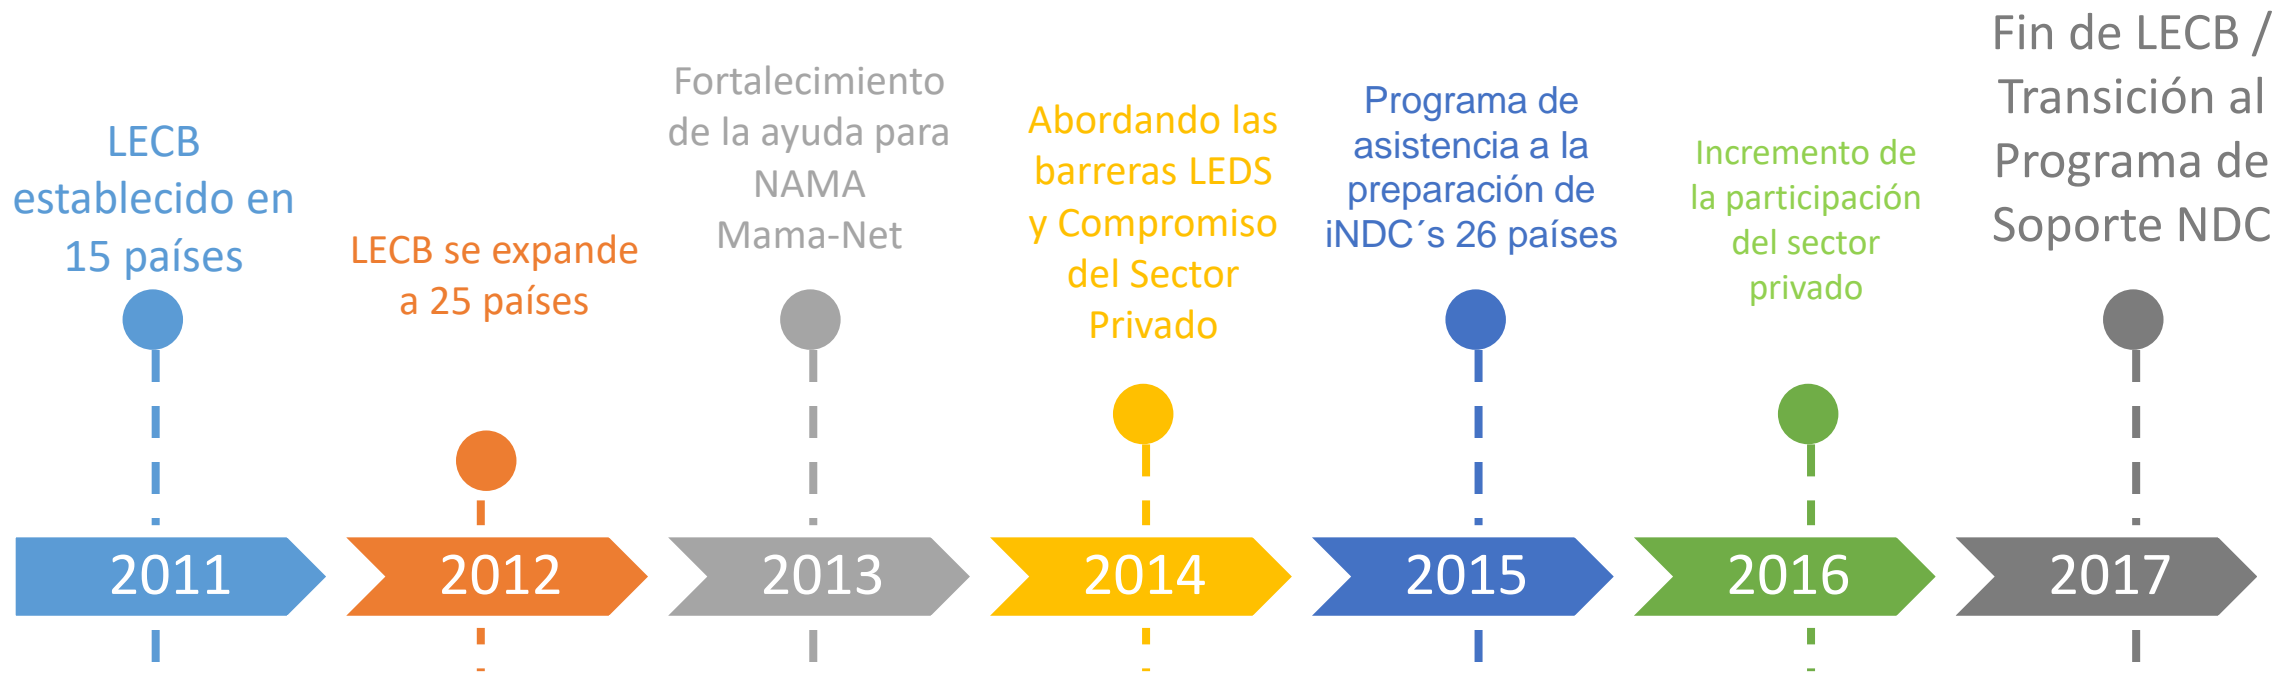 LECB
establecido en
15 países
LECB se expande
a 25 países
Fortalecimiento
de la ayuda para
NAMA
Mama-Net
Abordando las
barreras LEDS
y Compromiso
del Sector
Privado
Programa de
asistencia a la
preparación de
iNDC´s 26 países
Incremento de
la participación
del sector
privado
Fin de LECB /
Transición al
Programa de
Soporte NDC
2011
2012
2013
2014
2015
2016
2017